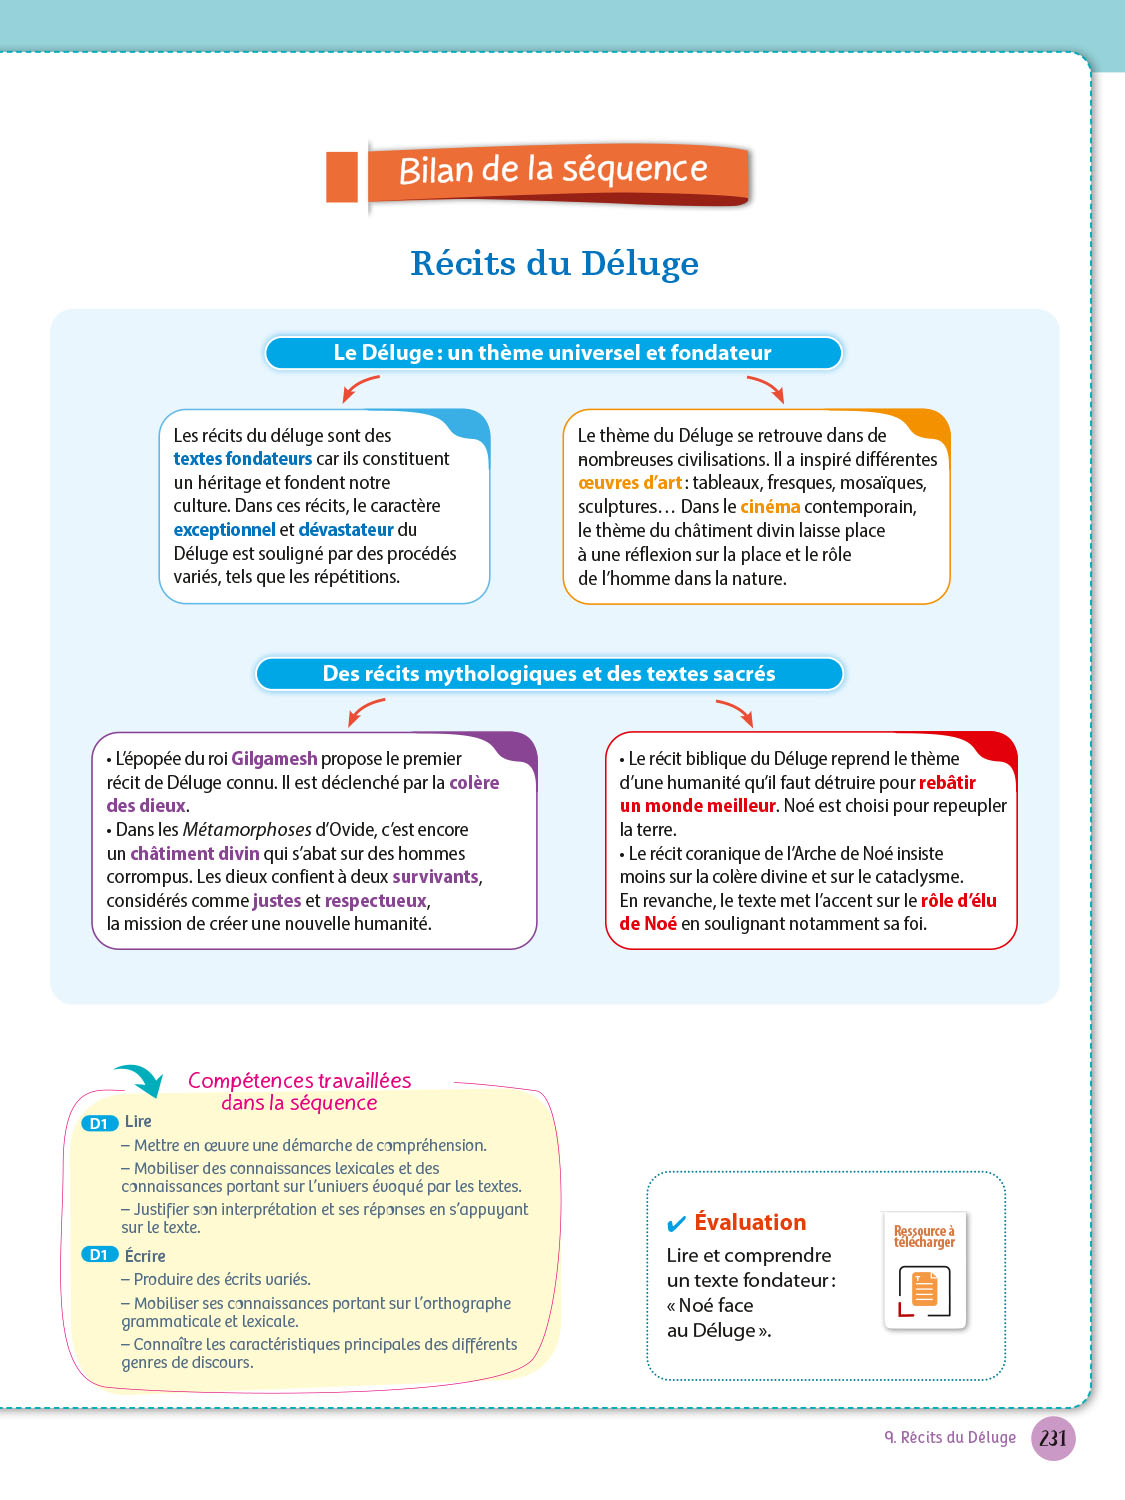 Bilan de la séquence
Récits du Déluge
Le Déluge : un thème universel et fondateur
Les récits du déluge sont des
textes fondateurs car ils constituent
un héritage et fondent notre
culture. Dans ces récits, le caractère
exceptionnel et dévastateur du
Déluge est souligné par des procédés
variés, tels que les répétitions.
Le thème du Déluge se retrouve dans de
nombreuses civilisations. Il a inspiré différentes
œuvres d'art : tableaux, fresques, mosaïques,
sculptures… Dans le cinéma contemporain,
le thème du châtiment divin laisse place
à une réflexion sur la place et le rôle
de l'homme dans la nature.
Des récits mythologiques et des textes sacrés
• L'épopée du roi Gilgamesh propose le premier
récit de Déluge connu. Il est déclenché par la colère
des dieux.
• Dans les Métamorphoses d'Ovide, c'est encore
un châtiment divin qui s'abat sur des hommes
corrompus. Les dieux confient à deux survivants,
considérés comme justes et respectueux,
la mission de créer une nouvelle humanité.
• Le récit biblique du Déluge reprend le thème
d'une humanité qu'il faut détruire pour rebâtir
un monde meilleur. Noé est choisi pour repeupler
la terre.
• Le récit coranique de l'Arche de Noé insiste
moins sur la colère divine et sur le cataclysme.
En revanche, le texte met l'accent sur le rôle d'élu
de Noé en soulignant notamment sa foi.
Compétences travaillées
dans la séquence
D1 Lire
– Mettre en œuvre une démarche de compréhension.
– Mobiliser des connaissances lexicales et des
connaissances portant sur l'univers évoqué par les textes.
– Justifier son interprétation et ses réponses en s'appuyant
sur le texte.
D1 Écrire
– Produire des écrits variés.
– Mobiliser ses connaissances portant sur l'orthographe
grammaticale et lexicale.
– Connaître les caractéristiques principales des différents
genres de discours.
✔ Évaluation
Lire et comprendre
un texte fondateur :
« Noé face
au Déluge ».
Ressource à
télécharger
9. Récits du Déluge 231